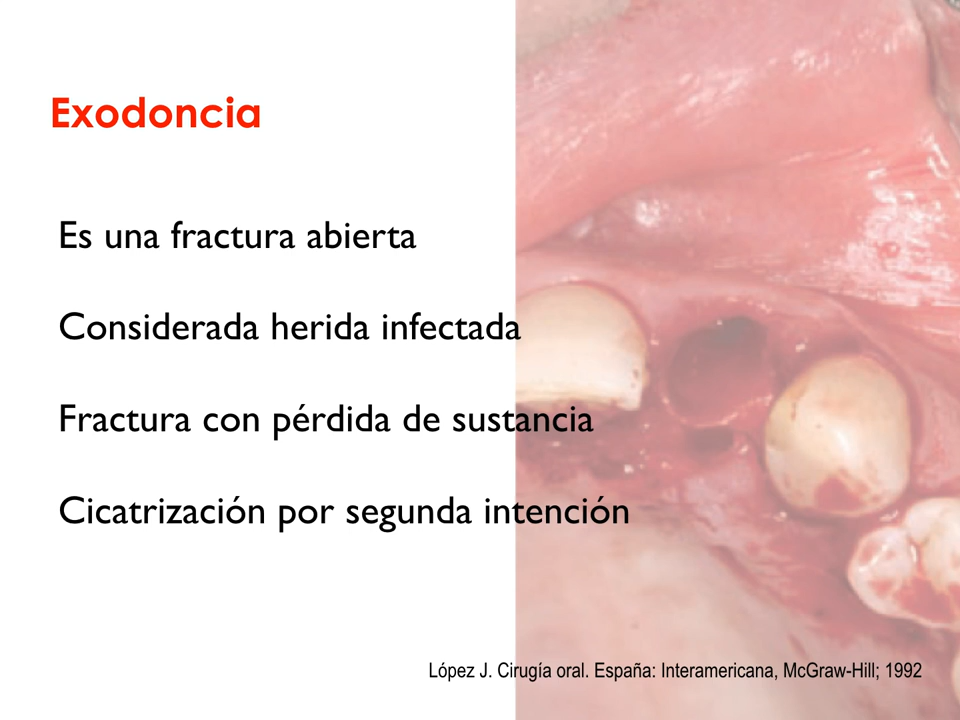 Exodoncia
Es una fractura abierta
Considerada herida infectada
Fractura con pérdida de sustancia
Cicatrización por segunda intención
López J. Cirugía oral. España: Interamericana, McGraw-Hill; 1992